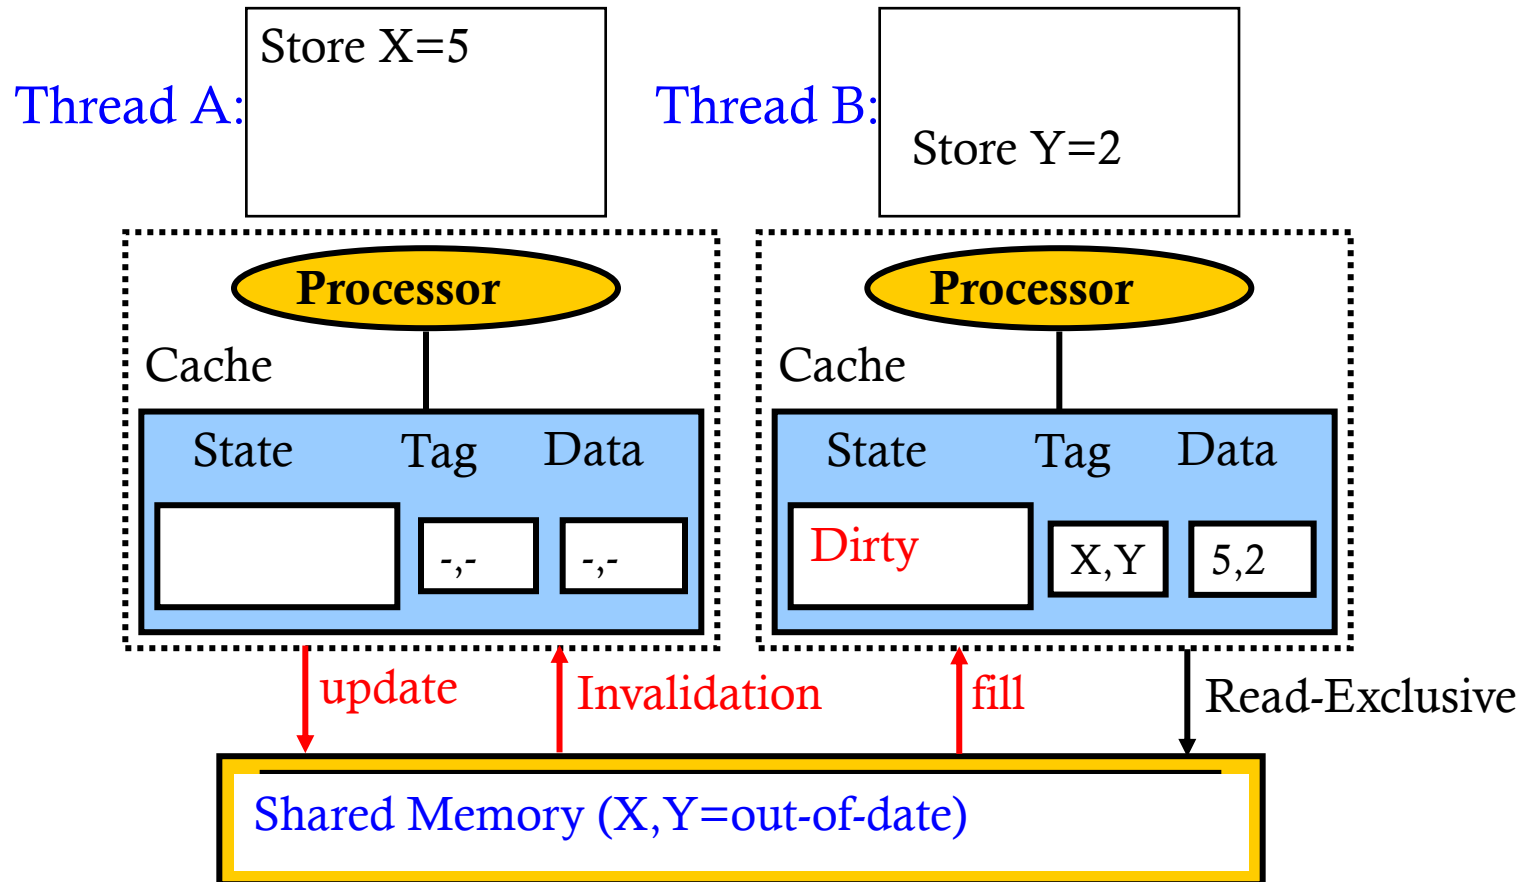 Store X=5
Thread A:
Thread B:
Store Y=2
Processor
Processor
Cache
Cache
State Tag Data
State Tag Data
-,- -,-
Dirty X,Y 5,2
update
Invalidation
fill
Read-Exclusive
Shared Memory (X,Y=out-of-date)